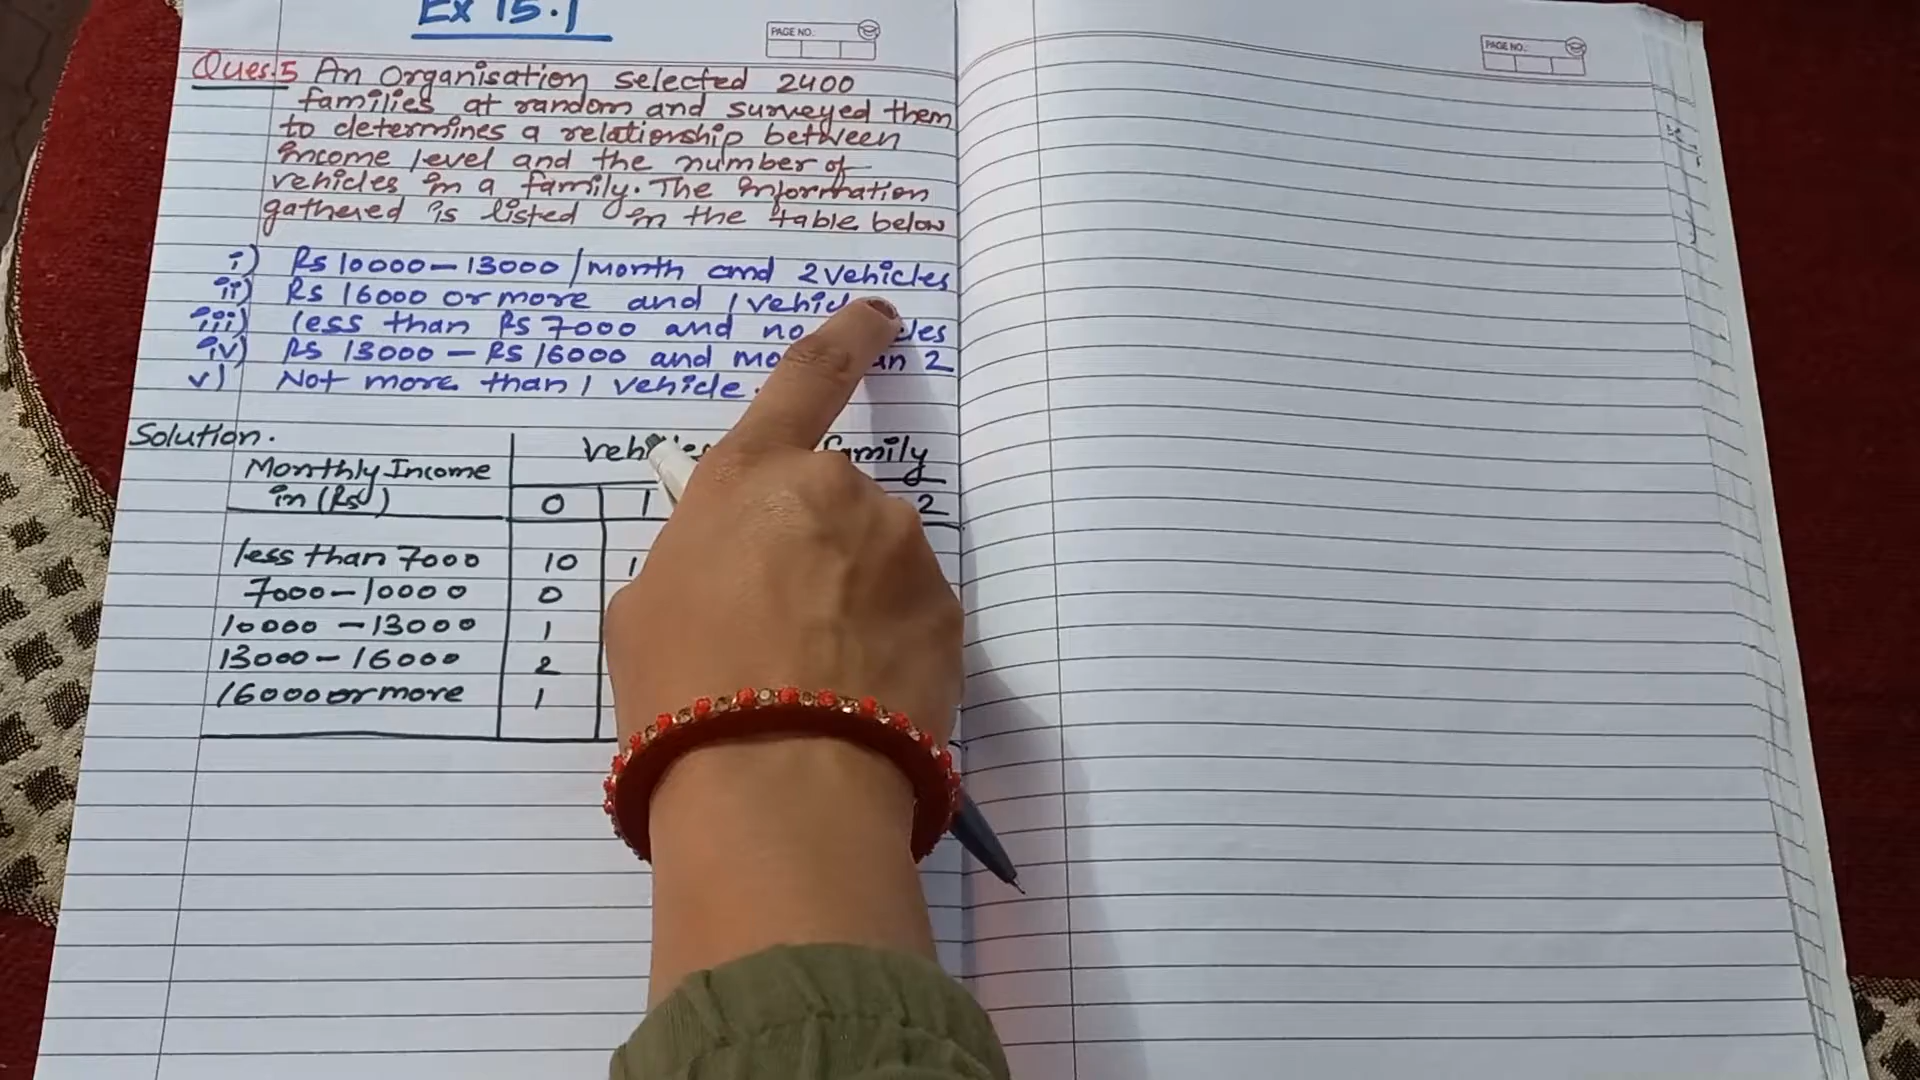 Ex 15.1
PAGE NO.:
PAGE NO.:
Ques.5 An Organisation selected 2400
families at random and surveyed them
to determines a relationship between
income level and the number of
vehicles in a family. The information
gathered is listed in the table below
i) Rs 10000-13000/month and 2 vehicles
ii) Rs 16000 or more and 1
iii) less than Rs 7000 and no
iv) Rs 13000 - Rs 16000 and 2
v) Not more than 1 vehicle.
Solution.
family
Monthly Income
in (Rs)
0 1 2
less than 7000 10
7000-10000 0
10000-13000 1
13000-16000 2
16000 or more 1